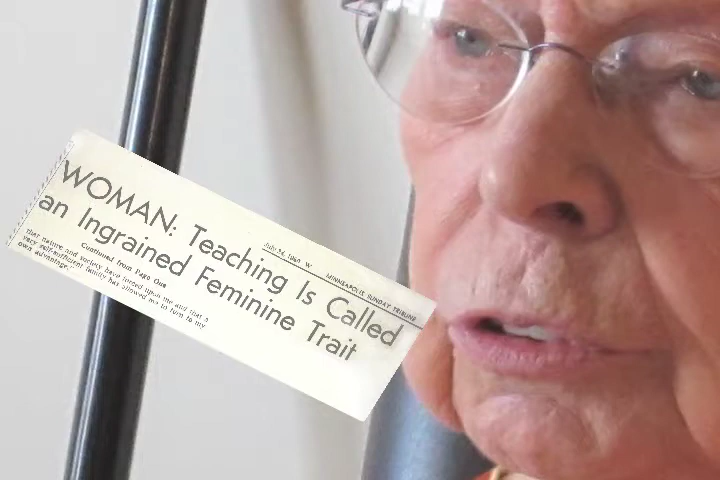 July 24, 1960 W MINNEAPOLIS SUNDAY TRIBUNE
WOMAN: Teaching Is Called
an Ingrained Feminine Trait
Continued from Page One
ther nature and society have forced upon me and that a
very self-sufficient family has allowed me to turn to my
own advantage...